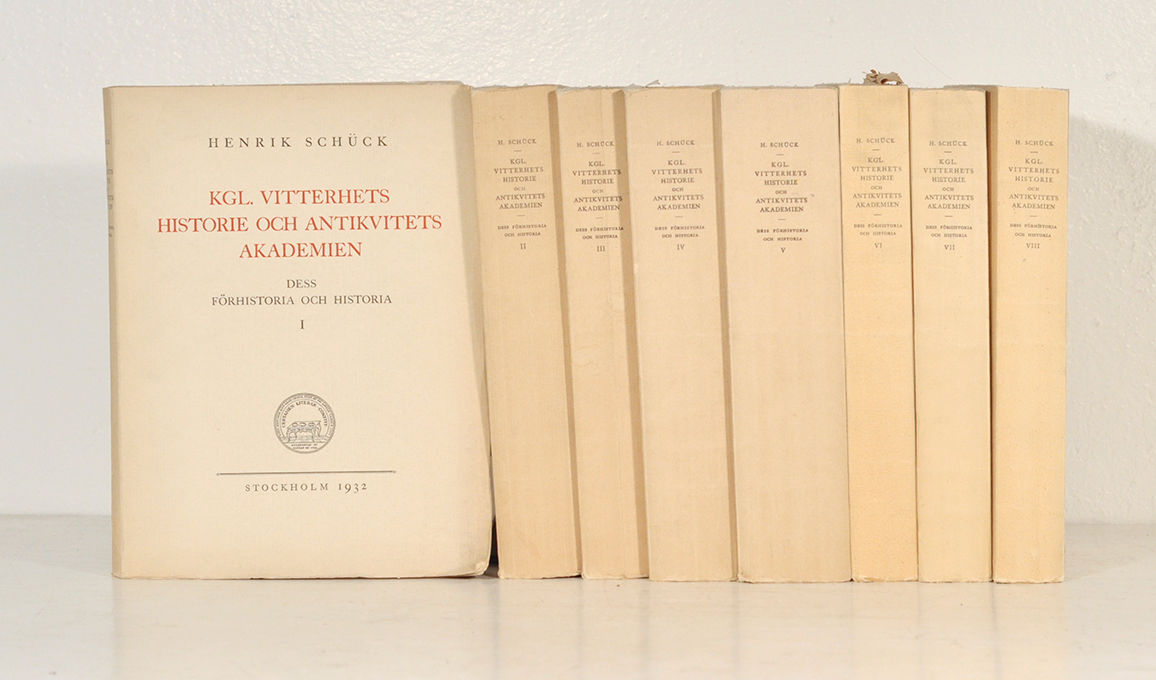 HENRIK SCHÜCK
KGL. VITTERHETS
HISTORIE OCH ANTIKVITETS
AKADEMIEN
DESS
FÖRHISTORIA OCH HISTORIA
I
STOCKHOLM 1932
H. SCHÜCK
KGL.
VITTERHETS
HISTORIE
OCH
ANTIKVITETS
AKADEMIEN
DESS FÖRHISTORIA
OCH HISTORIA
II
H. SCHÜCK
KGL.
VITTERHETS
HISTORIE
OCH
ANTIKVITETS
AKADEMIEN
DESS FÖRHISTORIA
OCH HISTORIA
III
H. SCHÜCK
KGL.
VITTERHETS
HISTORIE
OCH
ANTIKVITETS
AKADEMIEN
DESS FÖRHISTORIA
OCH HISTORIA
IV
H. SCHÜCK
KGL.
VITTERHETS
HISTORIE
OCH
ANTIKVITETS
AKADEMIEN
DESS FÖRHISTORIA
OCH HISTORIA
V
H. SCHÜCK
KGL.
VITTERHETS
HISTORIE
OCH
ANTIKVITETS
AKADEMIEN
DESS FÖRHISTORIA
OCH HISTORIA
VI
H. SCHÜCK
KGL.
VITTERHETS
HISTORIE
OCH
ANTIKVITETS
AKADEMIEN
DESS FÖRHISTORIA
OCH HISTORIA
VII
H. SCHÜCK
KGL.
VITTERHETS
HISTORIE
OCH
ANTIKVITETS
AKADEMIEN
DESS FÖRHISTORIA
OCH HISTORIA
VIII